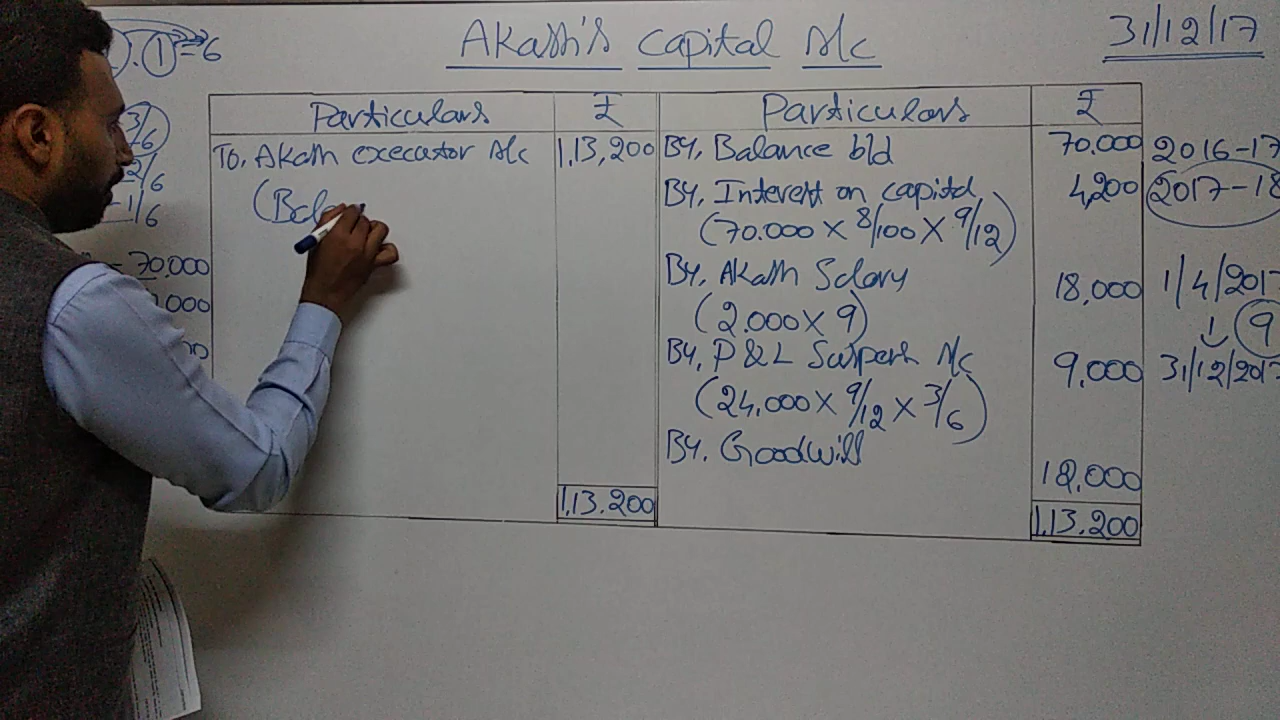 ). 1 = 6
Akash's Capital A/c
31/12/17
Particulars ₹ Particulars ₹
To, Akash executor A/c 1,13,200 By, Balance b/d 70.000 2016-17
(Bala By, Interest on capital 4,200 2017-18
(70.000 × 8/100 × 9/12)
By, Akash Salary 18,000 1/4/2017
(2.000 × 9) ↓ 9
By, P & L Suspense A/c 9,000 31/12/2017
(24,000 × 9/12 × 3/6)
By. Goodwill 12,000
1,13.200 1,13.200
3/6
2/6
-1/6
- 70,000